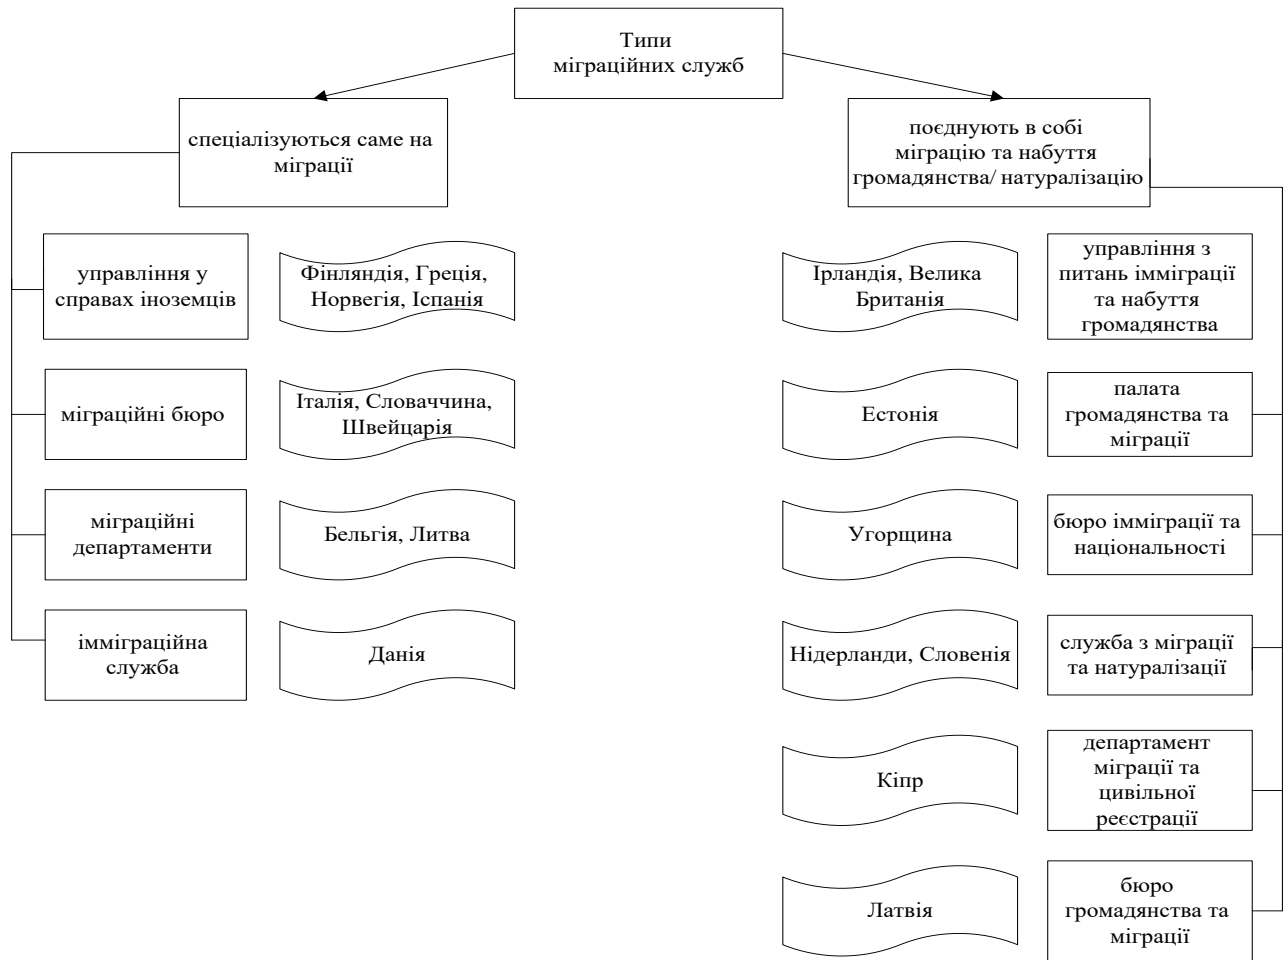 Типи
міграційних служб
спеціалізуються саме на
міграції
поєднують в собі
міграцію та набуття
громадянства/ натуралізацію
управління у
справах іноземців
Фінляндія, Греція,
Норвегія, Іспанія
Ірландія, Велика
Британія
управління з
питань імміграції
та набуття
громадянства
міграційні бюро
Італія, Словаччина,
Швейцарія
Естонія
палата
громадянства та
міграції
міграційні
департаменти
Бельгія, Литва
Угорщина
бюро імміграції та
національності
імміграційна
служба
Данія
Нідерланди, Словенія
служба з міграції
та натуралізації
Кіпр
департамент
міграції та
цивільної
реєстрації
Латвія
бюро
громадянства та
міграції